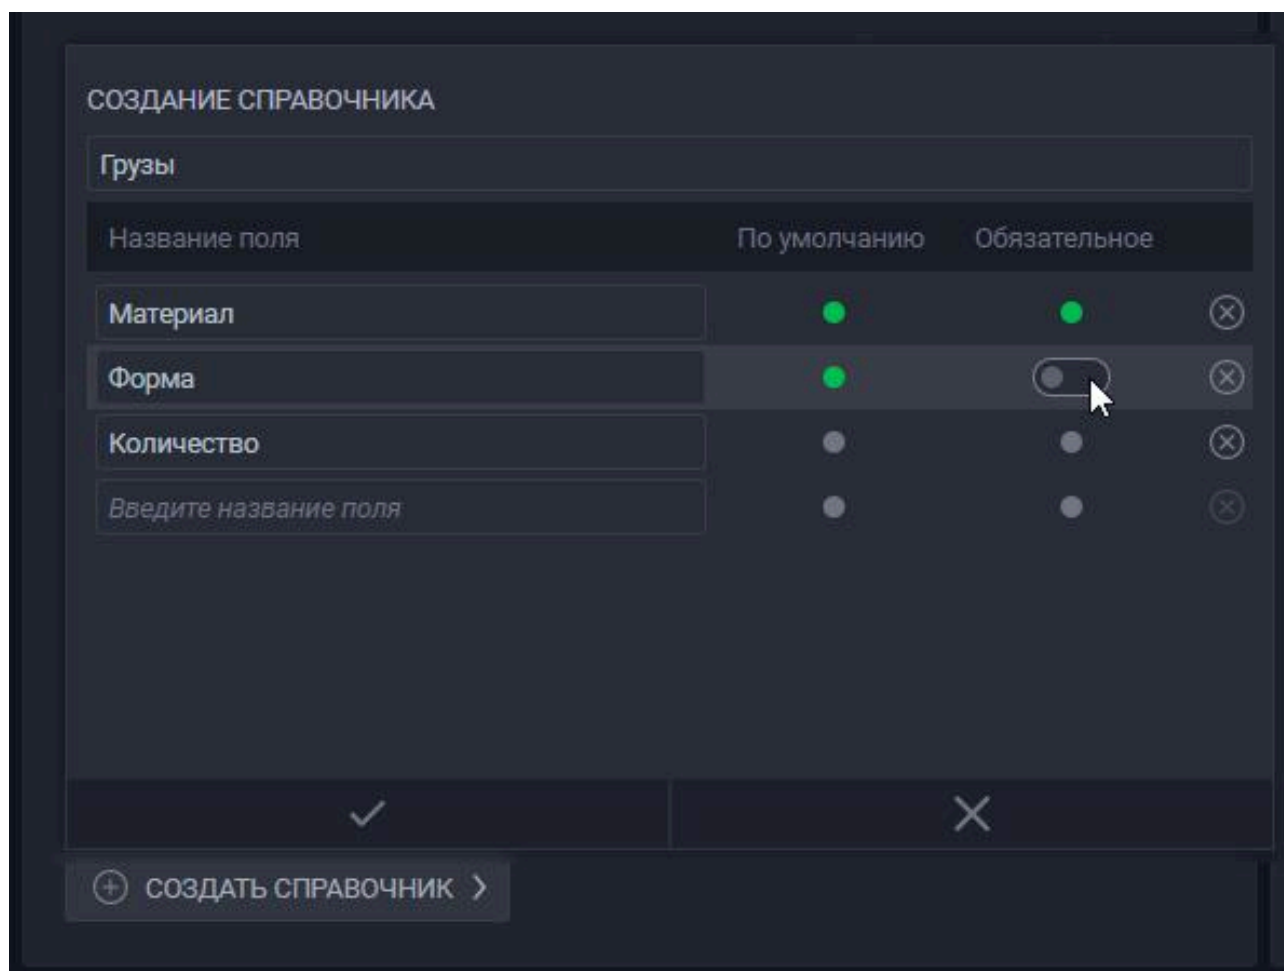 СОЗДАНИЕ СПРАВОЧНИКА
Грузы
Название поля По умолчанию Обязательное
Материал
Форма
Количество
Введите название поля
СОЗДАТЬ СПРАВОЧНИК